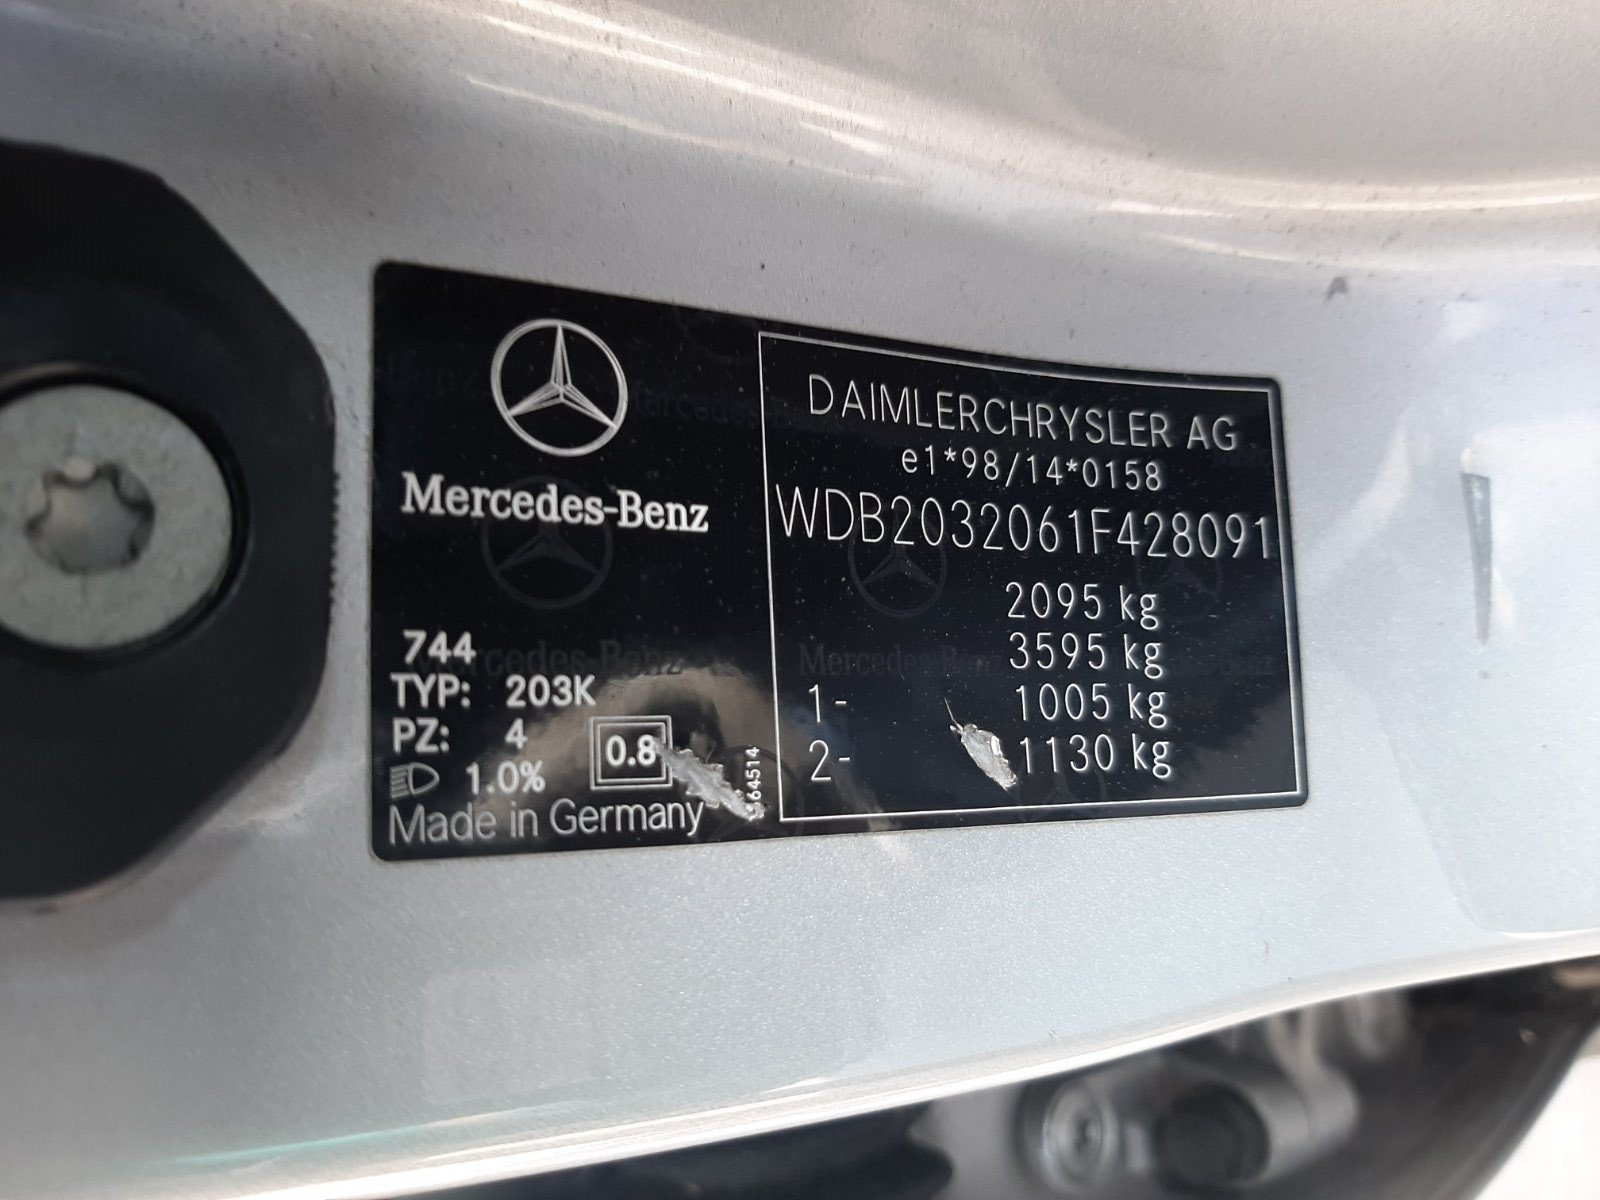 Mercedes-Benz
744
TYP: 203K
PZ: 4
1.0%
0.8
Made in Germany
DAIMLERCHRYSLER AG
e1*98/14*0158
WDB2032061F428091
2095 kg
3595 kg
1- 1005 kg
2- 1130 kg